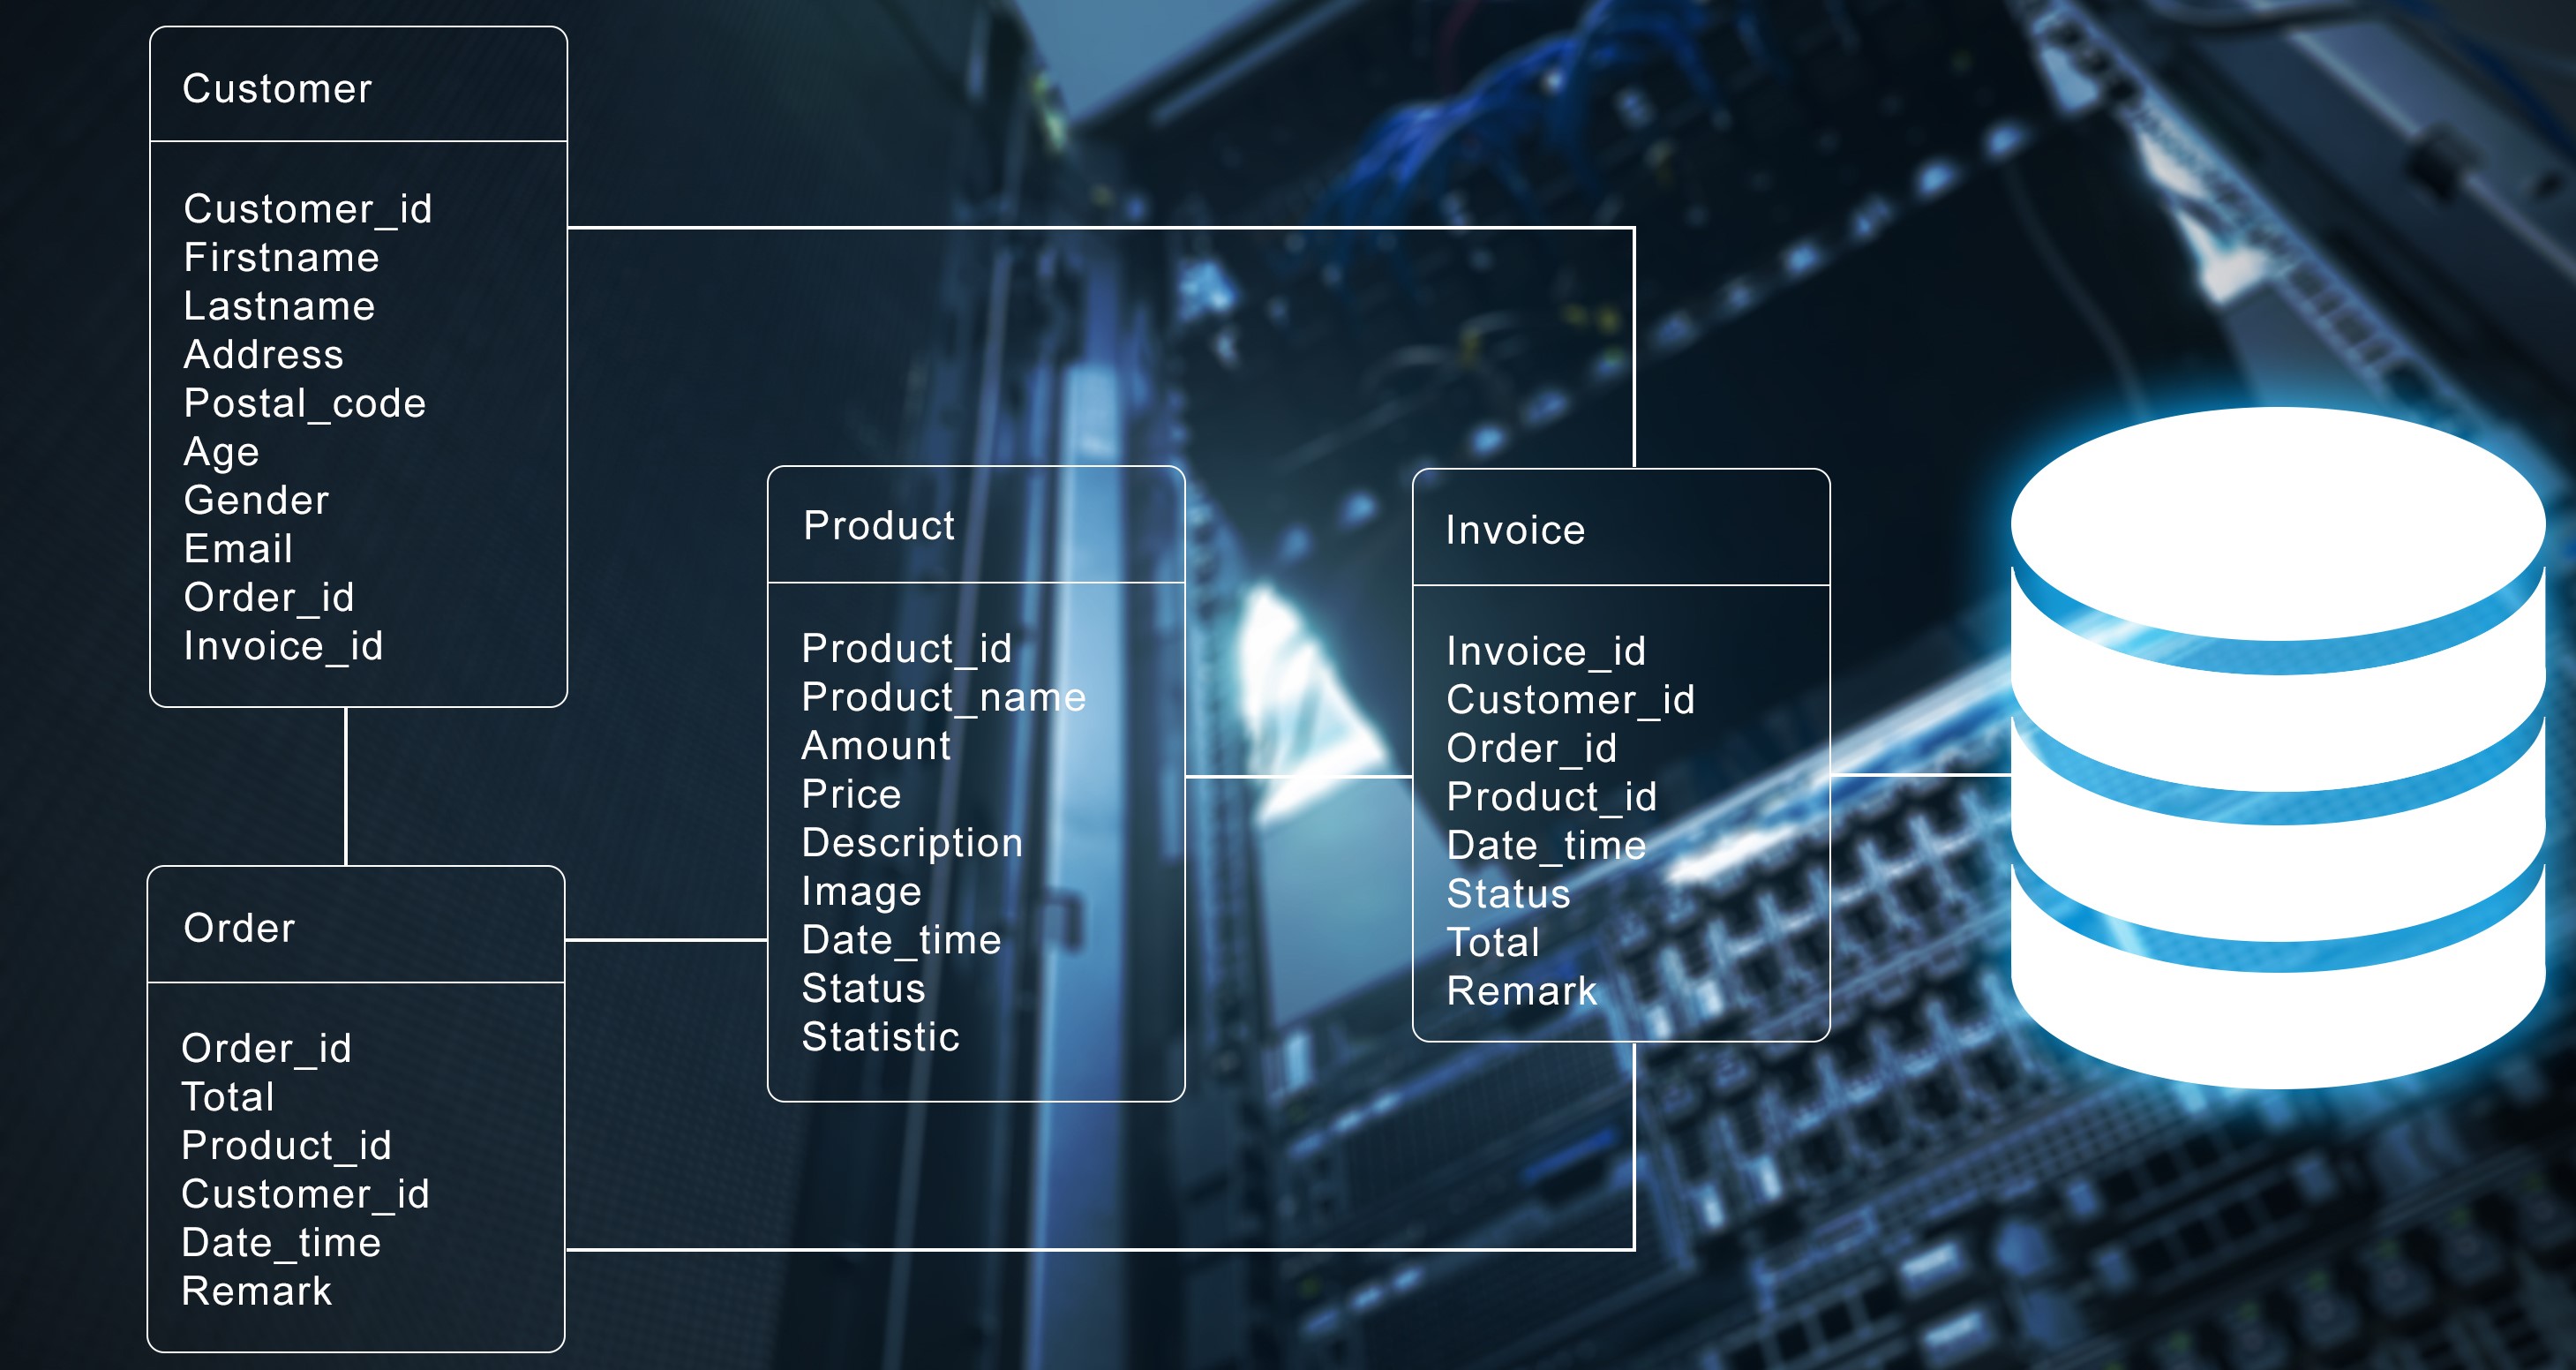 Customer
Customer_id
Firstname
Lastname
Address
Postal_code
Age
Gender
Email
Order_id
Invoice_id
Product
Product_id
Product_name
Amount
Price
Description
Image
Date_time
Status
Statistic
Invoice
Invoice_id
Customer_id
Order_id
Product_id
Date_time
Status
Total
Remark
Order
Order_id
Total
Product_id
Customer_id
Date_time
Remark